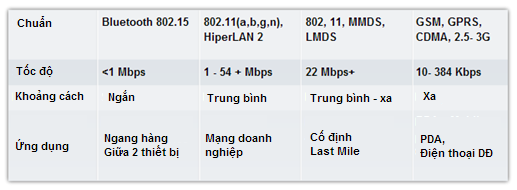 Chuẩn Bluetooth 802.15 802.11(a,b,g,n), 802, 11, MMDS, GSM, GPRS,
HiperLAN 2 LMDS CDMA, 2.5- 3G
Tốc độ <1 Mbps 1 - 54 + Mbps 22 Mbps+ 10- 384 Kbps
Khoảng cách Ngắn Trung bình Trung bình - xa Xa
Ứng dụng Ngang hàng Mạng doanh Cố định PDA,
Giữa 2 thiết bị nghiệp Last Mile Điện thoại DĐ